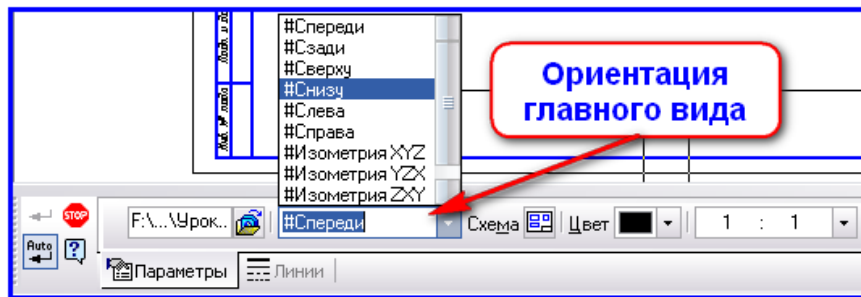 #Спереди
#Сзади
#Сверху
#Снизу
#Слева
#Справа
#Изометрия XYZ
#Изометрия YZX
#Изометрия ZXY
Ориентация
главного вида
STOP
F:\...\Урок..
#Спереди
Схема
Цвет
1 : 1
Auto
Параметры
Линии